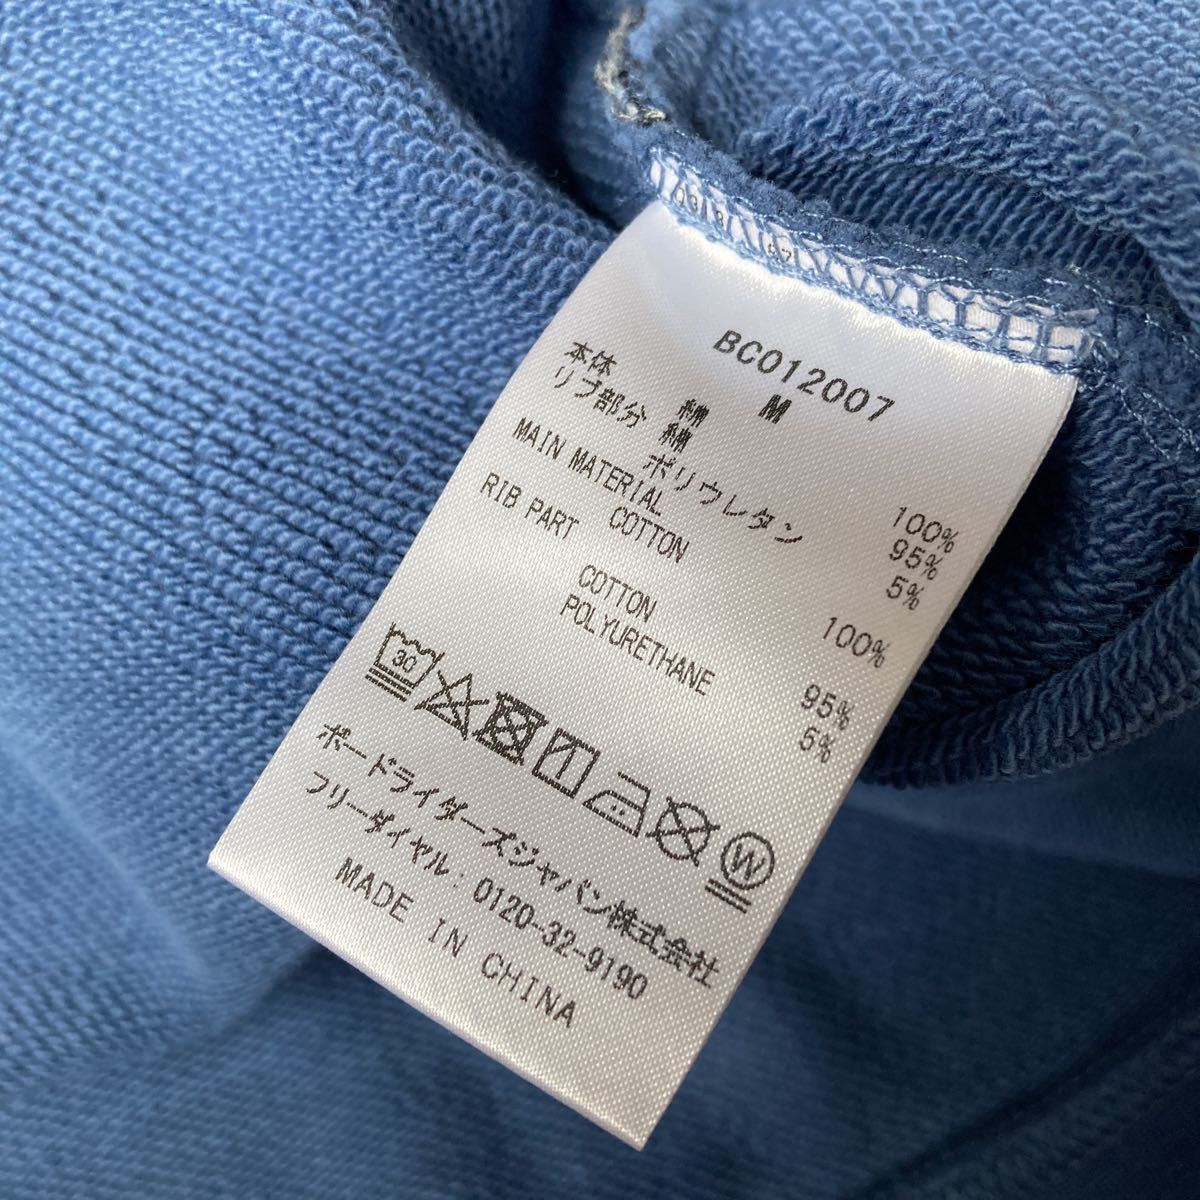 BC012007
M
本体 綿 100%
リブ部分 綿 95%
ポリウレタン 5%
MAIN MATERIAL
COTTON 100%
RIB PART
COTTON 95%
POLYURETHANE 5%
30
W
ボードライダーズジャパン株式会社
フリーダイヤル:0120-32-9190
MADE IN CHINA